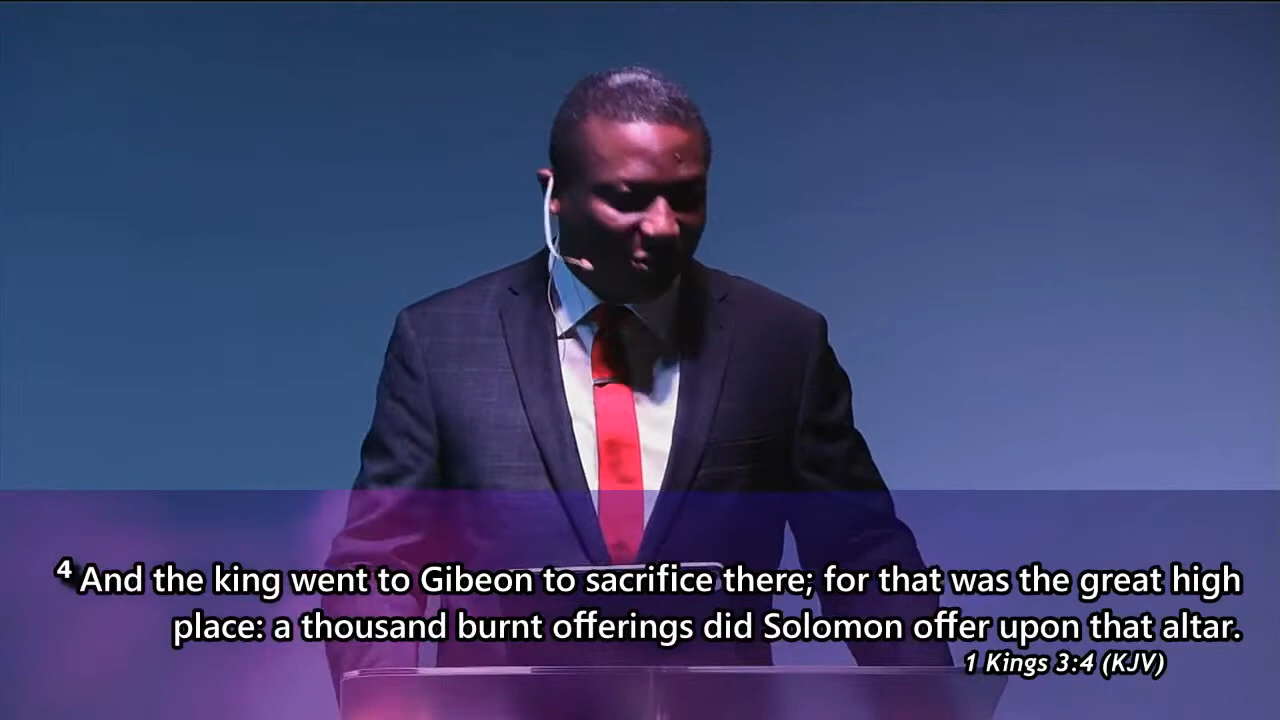 4 And the king went to Gibeon to sacrifice there; for that was the great high
place: a thousand burnt offerings did Solomon offer upon that altar.
1 Kings 3:4 (KJV)